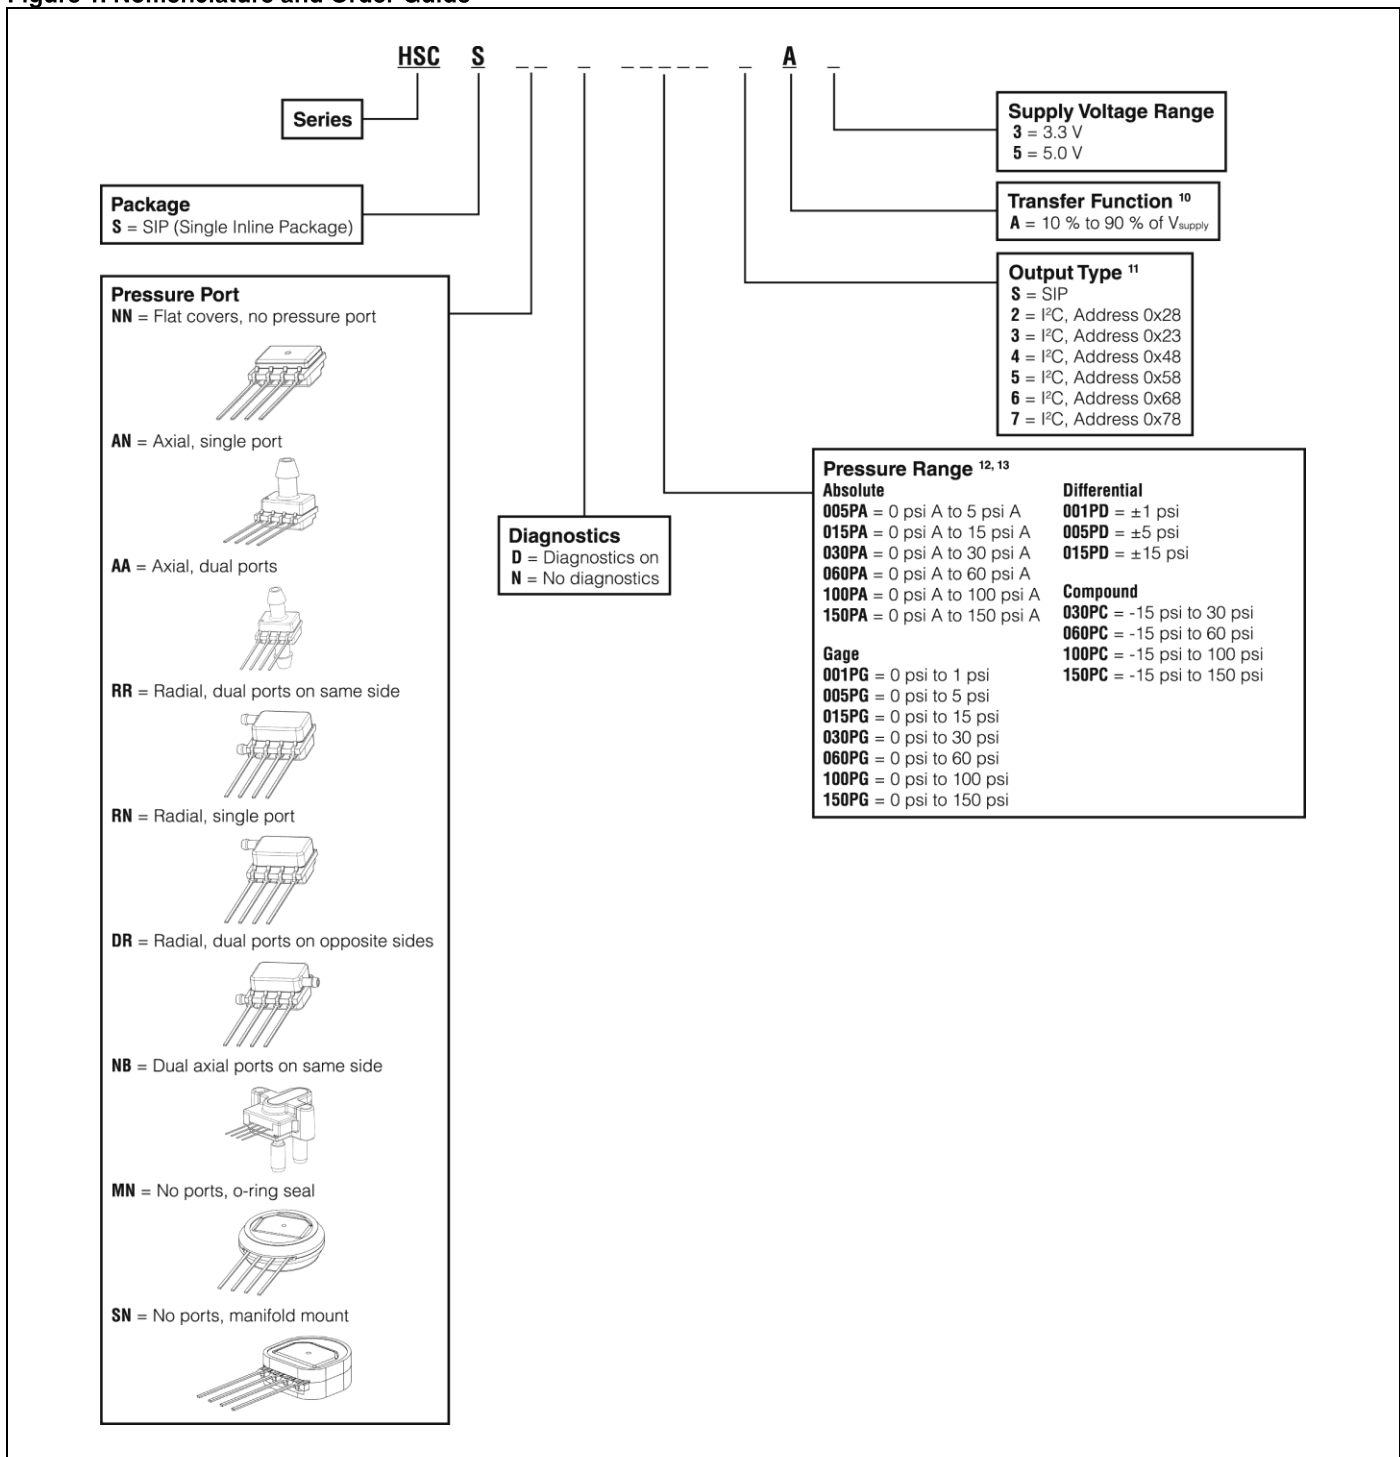 HSC S _ _ _ _ _ _ _ _ _ A _
Series
Package
S = SIP (Single Inline Package)
Pressure Port
NN = Flat covers, no pressure port
AN = Axial, single port
AA = Axial, dual ports
RR = Radial, dual ports on same side
RN = Radial, single port
DR = Radial, dual ports on opposite sides
NB = Dual axial ports on same side
MN = No ports, o-ring seal
SN = No ports, manifold mount
Diagnostics
D = Diagnostics on
N = No diagnostics
Supply Voltage Range
3 = 3.3 V
5 = 5.0 V
Transfer Function 10
A = 10 % to 90 % of Vsupply
Output Type 11
S = SIP
2 = I²C, Address 0x28
3 = I²C, Address 0x23
4 = I²C, Address 0x48
5 = I²C, Address 0x58
6 = I²C, Address 0x68
7 = I²C, Address 0x78
Pressure Range 12, 13
Absolute
005PA = 0 psi A to 5 psi A
015PA = 0 psi A to 15 psi A
030PA = 0 psi A to 30 psi A
060PA = 0 psi A to 60 psi A
100PA = 0 psi A to 100 psi A
150PA = 0 psi A to 150 psi A
Gage
001PG = 0 psi to 1 psi
005PG = 0 psi to 5 psi
015PG = 0 psi to 15 psi
030PG = 0 psi to 30 psi
060PG = 0 psi to 60 psi
100PG = 0 psi to 100 psi
150PG = 0 psi to 150 psi
Differential
001PD = ±1 psi
005PD = ±5 psi
015PD = ±15 psi
Compound
030PC = -15 psi to 30 psi
060PC = -15 psi to 60 psi
100PC = -15 psi to 100 psi
150PC = -15 psi to 150 psi